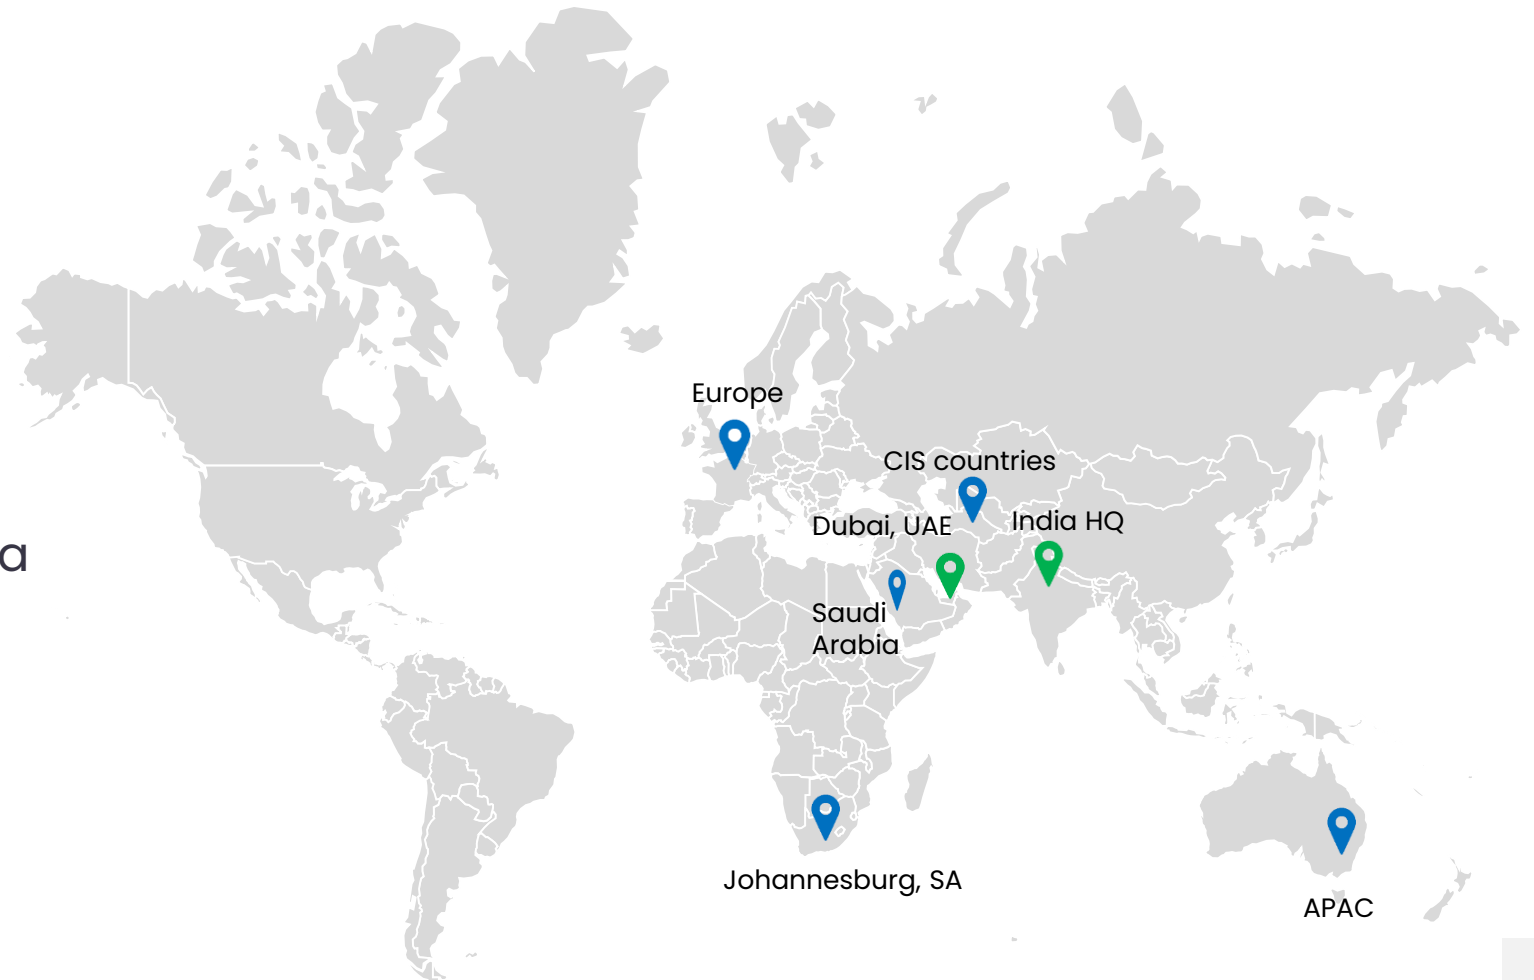 Europe
CIS countries
Dubai, UAE
India HQ
a
Saudi
Arabia
Johannesburg, SA
APAC